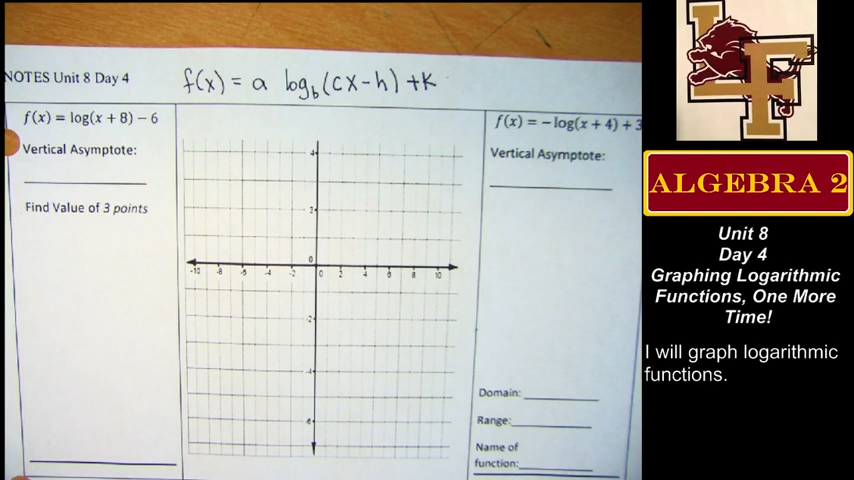 NOTES Unit 8 Day 4
f(x) = a log_b(cx-h) + k
f(x) = log(x + 8) − 6
Vertical Asymptote:
Find Value of 3 points
4
2
0
-10 -8 -6 -4 -2 0 2 4 6 8 10
-2
-4
-6
f(x) = −log(x + 4) + 3
Vertical Asymptote:
Domain:
Range:
Name of
function:
LF
ALGEBRA 2
Unit 8
Day 4
Graphing Logarithmic
Functions, One More
Time!
I will graph logarithmic
functions.